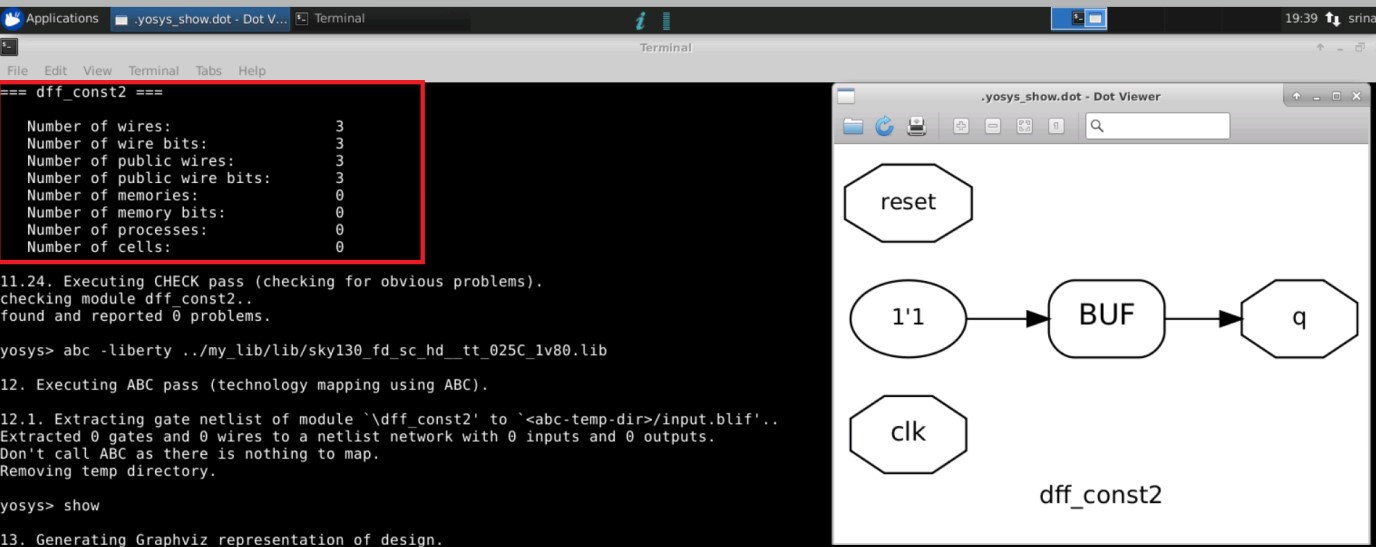 Applications
.yosys_show.dot - Dot V...
Terminal
19:39
srina
Terminal
File Edit View Terminal Tabs Help
=== dff_const2 ===
Number of wires: 3
Number of wire bits: 3
Number of public wires: 3
Number of public wire bits: 3
Number of memories: 0
Number of memory bits: 0
Number of processes: 0
Number of cells: 0
11.24. Executing CHECK pass (checking for obvious problems).
checking module dff_const2..
found and reported 0 problems.
yosys> abc -liberty ../my_lib/lib/sky130_fd_sc_hd__tt_025C_1v80.lib
12. Executing ABC pass (technology mapping using ABC).
12.1. Extracting gate netlist of module `\dff_const2' to `<abc-temp-dir>/input.blif'..
Extracted 0 gates and 0 wires to a netlist network with 0 inputs and 0 outputs.
Don't call ABC as there is nothing to map.
Removing temp directory.
yosys> show
13. Generating Graphviz representation of design.
.yosys_show.dot - Dot Viewer
reset
1'1
BUF
q
clk
dff_const2